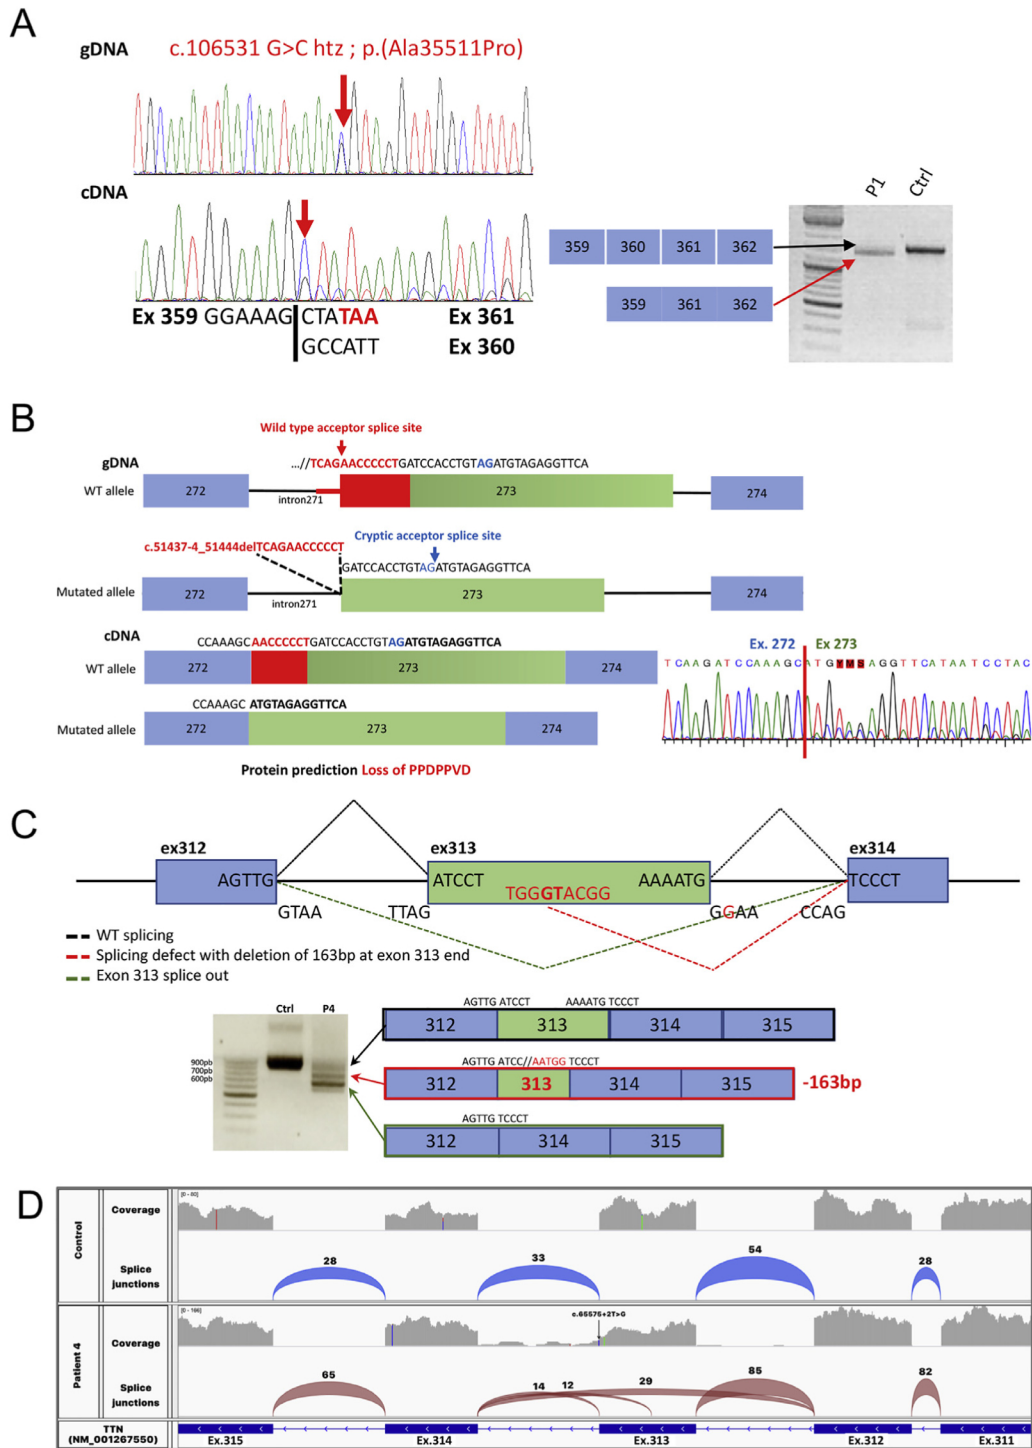 A
gDNA c.106531 G>C htz ; p.(Ala35511Pro)
cDNA
P1 Ctrl
359 360 361 362
359 361 362
Ex 359 GGAAAG CTATAA Ex 361
GCCATT Ex 360
B
Wild type acceptor splice site
gDNA ...//TCAGAACCCCCTGATCCACCTGTAGATGTAGAGGTTCA
WT allele 272 intron271 273 274
c.51437-4_51444delTCAGAACCCCCT Cryptic acceptor splice site
GATCCACCTGTAGATGTAGAGGTTCA
Mutated allele 272 intron271 273 274
cDNA CCAAAGCAACCCCCTGATCCACCTGTAGATGTAGAGGTTCA
WT allele 272 273 274
CCAAAGC ATGTAGAGGTTCA
Mutated allele 272 273 274
Ex. 272 Ex 273
TCAAGATCCAAAGCATGYMSAGGTTCATAATCCTAC
Protein prediction Loss of PPDPPVD
C
ex312 ex313 ex314
AGTTG ATCCT TGGGTACGG AAAATG TCCCT
GTAA TTAG GGAA CCAG
WT splicing
Splicing defect with deletion of 163bp at exon 313 end
Exon 313 splice out
Ctrl P4
900pb
700pb
600pb
AGTTG ATCCT AAAATG TCCCT
312 313 314 315
AGTTG ATCC//AATGG TCCCT
312 313 314 315 -163bp
AGTTG TCCCT
312 314 315
D
Control
Coverage [0 - 60]
Splice junctions 28 33 54 28
Patient 4
Coverage [0 - 186] c.65575+2T>G
Splice junctions 65 14 12 29 85 82
TTN (NM_001267550) Ex.315 Ex.314 Ex.313 Ex.312 Ex.311